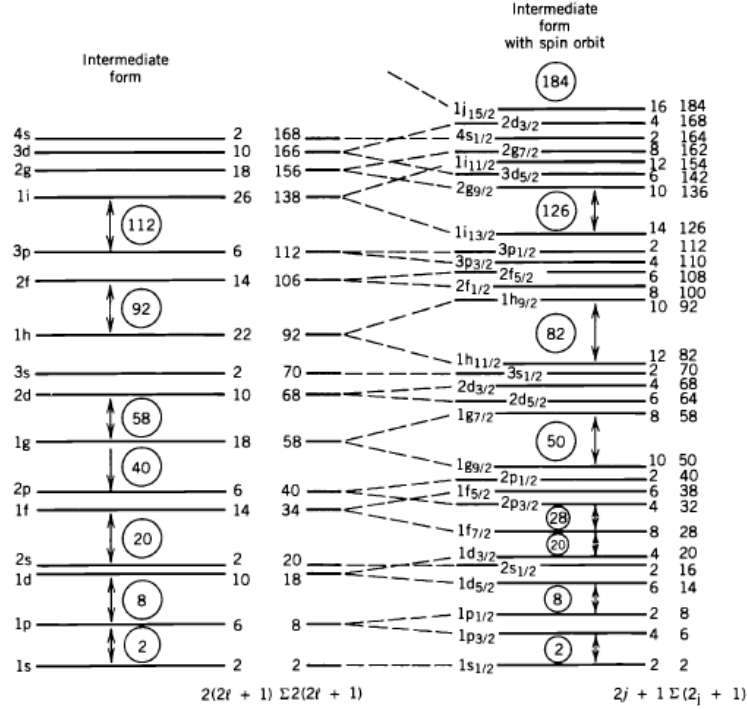 Intermediate
form
4s 2 168
3d 10 166
2g 18 156
1i 26 138
112
3p 6 112
2f 14 106
92
1h 22 92
3s 2 70
2d 10 68
58
1g 18 58
40
2p 6 40
1f 14 34
20
2s 2 20
1d 10 18
8
1p 6 8
2
1s 2 2
2(2ℓ + 1) Σ2(2ℓ + 1)
Intermediate
form
with spin orbit
184
1j15/2 16 184
2d3/2 4 168
4s1/2 2 164
2g7/2 8 162
1i11/2 12 154
3d5/2 6 142
2g9/2 10 136
126
1i13/2 14 126
3p1/2 2 112
3p3/2 4 110
2f5/2 6 108
2f1/2 8 100
1h9/2 10 92
82
1h11/2 12 82
3s1/2 2 70
2d3/2 4 68
2d5/2 6 64
1g7/2 8 58
50
1g9/2 10 50
2p1/2 2 40
1f5/2 6 38
2p3/2 4 32
28
1f7/2 8 28
20
1d3/2 4 20
2s1/2 2 16
1d5/2 6 14
8
1p1/2 2 8
1p3/2 4 6
2
1s1/2 2 2
2j + 1 Σ(2j + 1)